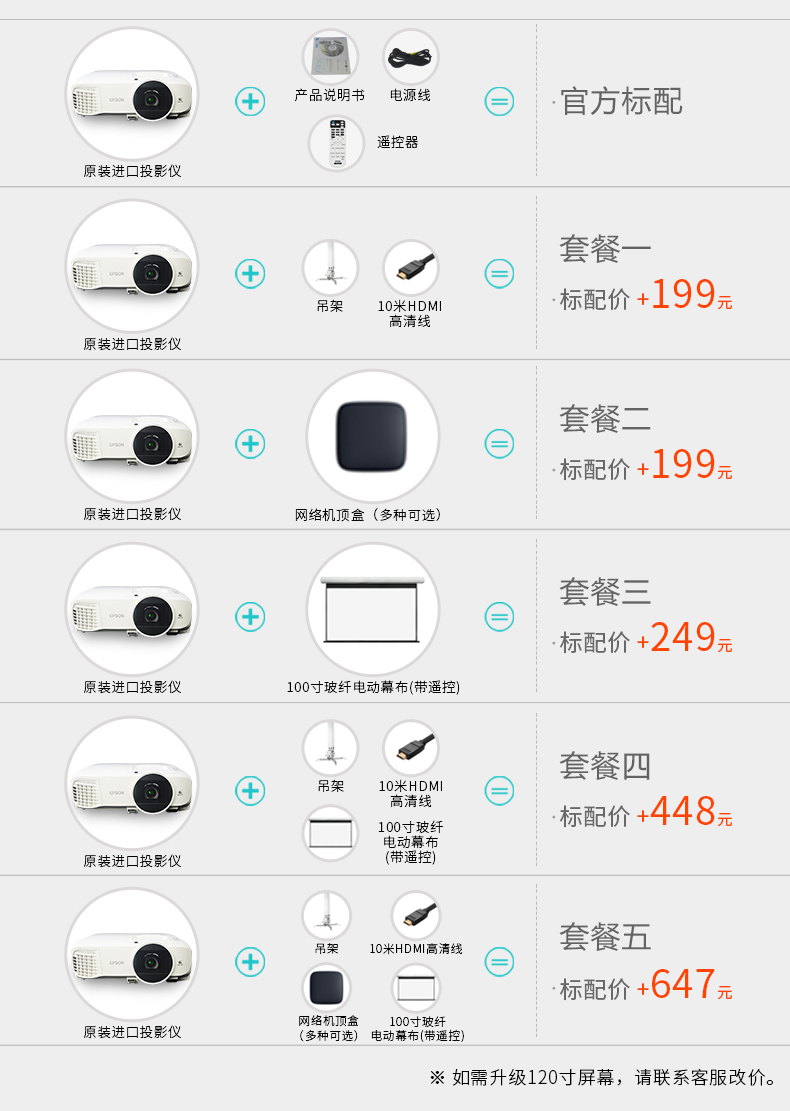 产品说明书
电源线
遥控器
原装进口投影仪
·官方标配
吊架
10米HDMI
高清线
原装进口投影仪
套餐一
·标配价 +199元
网络机顶盒（多种可选）
原装进口投影仪
套餐二
·标配价 +199元
100寸玻纤电动幕布(带遥控)
原装进口投影仪
套餐三
·标配价 +249元
吊架
10米HDMI
高清线
100寸玻纤
电动幕布
(带遥控)
原装进口投影仪
套餐四
·标配价 +448元
吊架
10米HDMI高清线
网络机顶盒
（多种可选）
100寸玻纤
电动幕布(带遥控)
原装进口投影仪
套餐五
·标配价 +647元
※ 如需升级120寸屏幕，请联系客服改价。